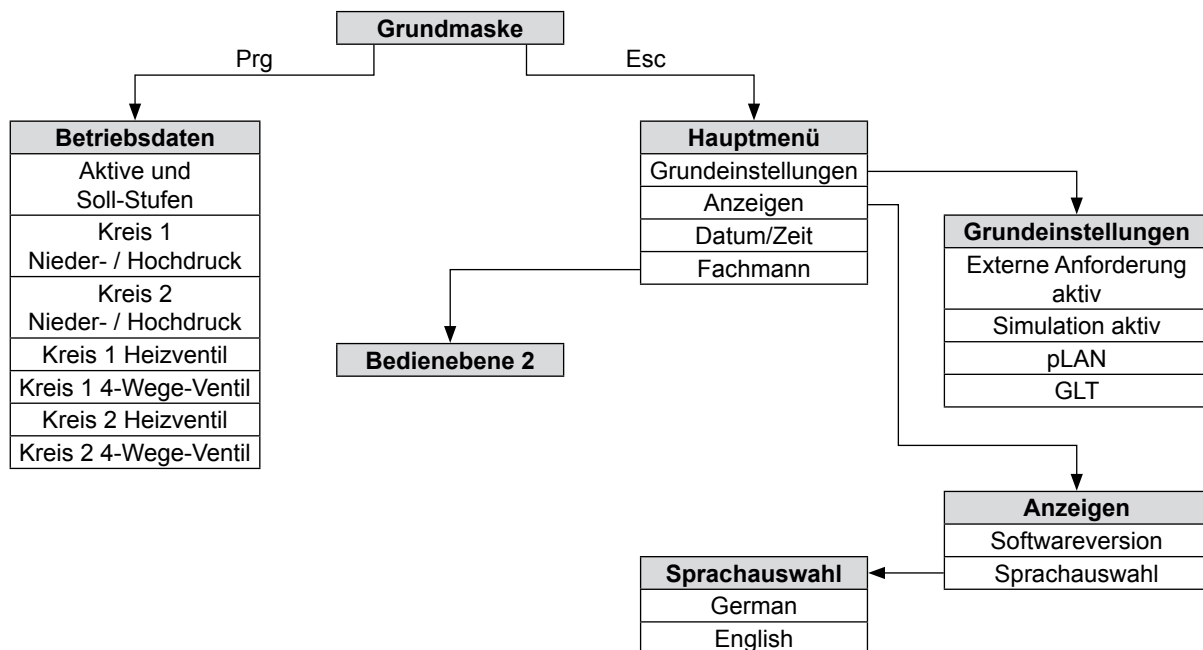 Grundmaske
Prg
Esc
Betriebsdaten
Aktive und
Soll-Stufen
Kreis 1
Nieder- / Hochdruck
Kreis 2
Nieder- / Hochdruck
Kreis 1 Heizventil
Kreis 1 4-Wege-Ventil
Kreis 2 Heizventil
Kreis 2 4-Wege-Ventil
Hauptmenü
Grundeinstellungen
Anzeigen
Datum/Zeit
Fachmann
Bedienebene 2
Grundeinstellungen
Externe Anforderung
aktiv
Simulation aktiv
pLAN
GLT
Anzeigen
Softwareversion
Sprachauswahl
Sprachauswahl
German
English